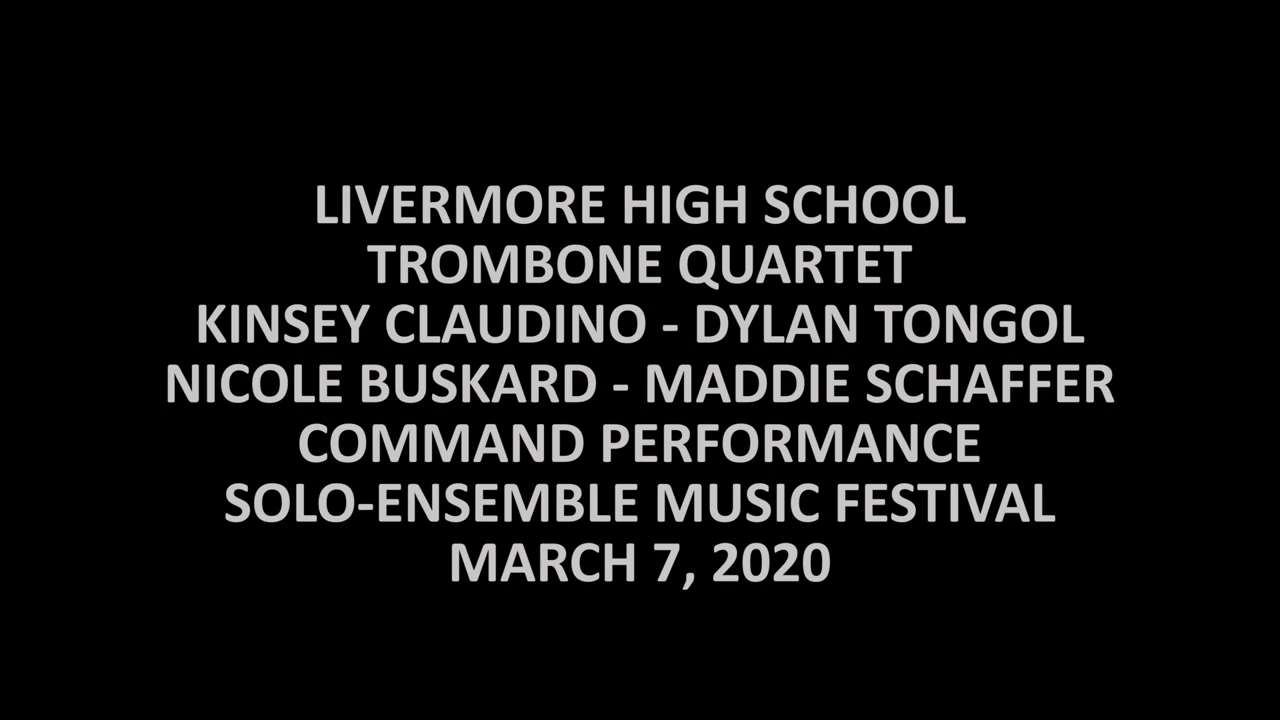 LIVERMORE HIGH SCHOOL
TROMBONE QUARTET
KINSEY CLAUDINO - DYLAN TONGOL
NICOLE BUSKARD - MADDIE SCHAFFER
COMMAND PERFORMANCE
SOLO-ENSEMBLE MUSIC FESTIVAL
MARCH 7, 2020